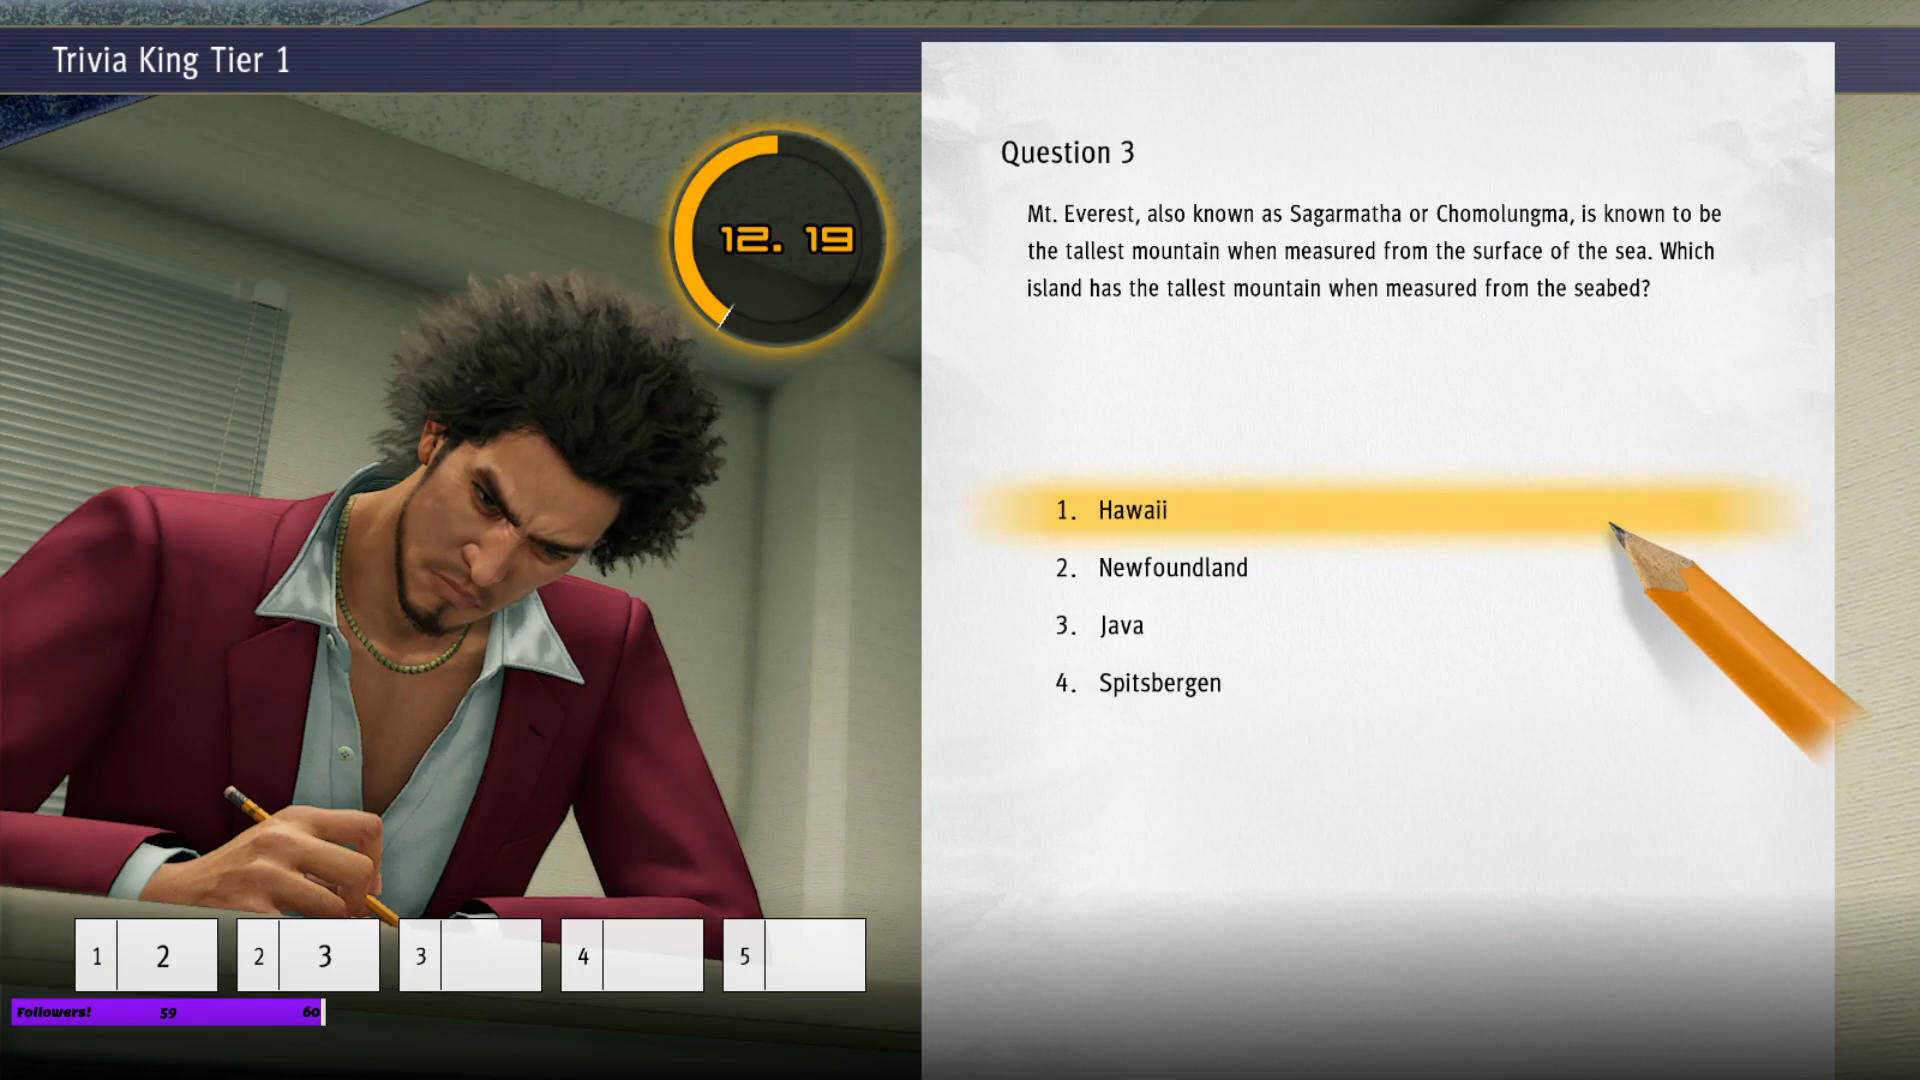 Trivia King Tier 1
12. 19
Question 3
Mt. Everest, also known as Sagarmatha or Chomolungma, is known to be
the tallest mountain when measured from the surface of the sea. Which
island has the tallest mountain when measured from the seabed?
1. Hawaii
2. Newfoundland
3. Java
4. Spitsbergen
1 2 2 3 3 4 5
Followers! 59 60